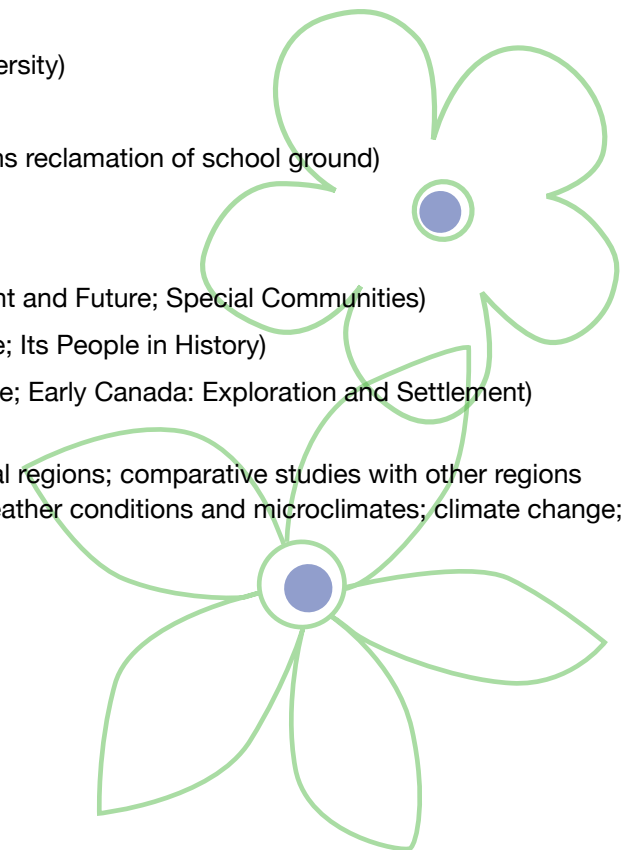 ersity)
ns reclamation of school ground)
nt and Future; Special Communities)
e; Its People in History)
e; Early Canada: Exploration and Settlement)
al regions; comparative studies with other regions
eather conditions and microclimates; climate change;